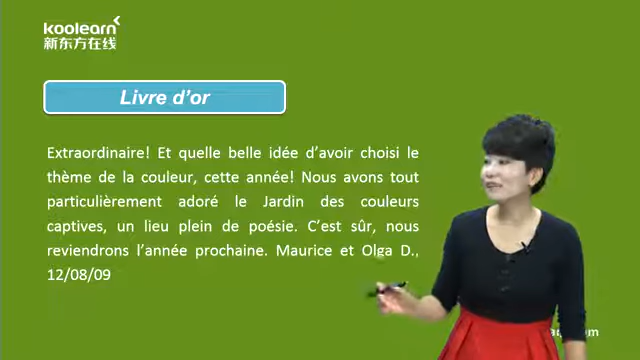 koolearn
新东方在线
Livre d’or
Extraordinaire! Et quelle belle idée d’avoir choisi le
thème de la couleur, cette année! Nous avons tout
particulièrement adoré le Jardin des couleurs
captives, un lieu plein de poésie. C’est sûr, nous
reviendrons l’année prochaine. Maurice et Olga D.,
12/08/09